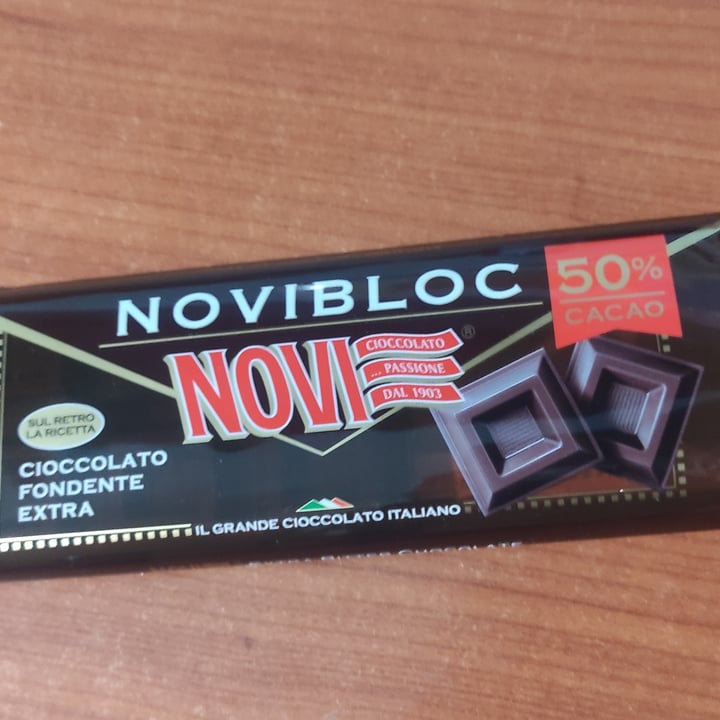 NOVIBLOC
50%
CACAO
NOVI®
CIOCCOLATO
... PASSIONE
DAL 1903
SUL RETRO
LA RICETTA
CIOCCOLATO
FONDENTE
EXTRA
IL GRANDE CIOCCOLATO ITALIANO